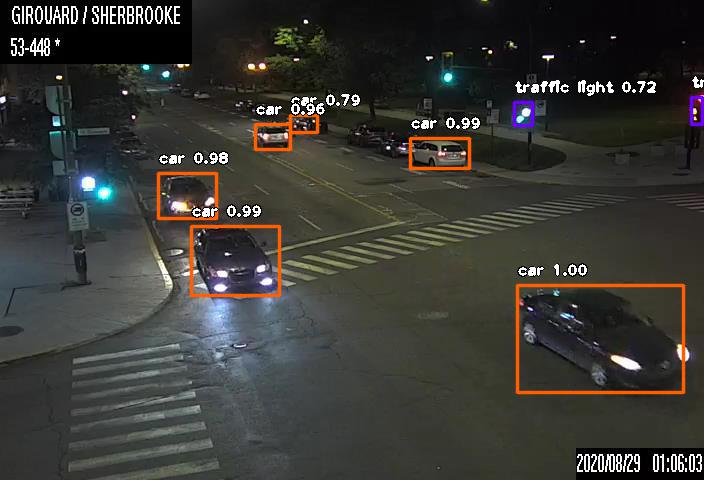 GIROUARD / SHERBROOKE
53-448 *
car 0.79
car 0.96
traffic light 0.72
tr
car 0.99
car 0.98
car 0.99
car 1.00
2020/08/29 01:06:03